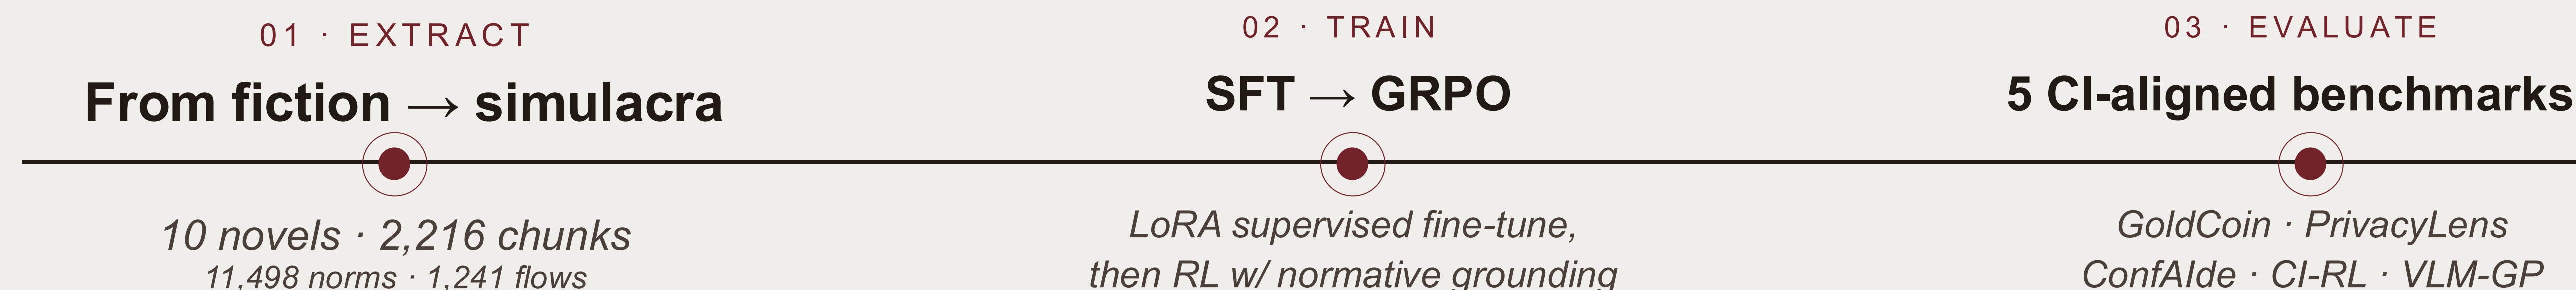 01 · EXTRACT
From fiction → simulacra
10 novels · 2,216 chunks
11,498 norms · 1,241 flows
02 · TRAIN
SFT → GRPO
LoRA supervised fine-tune,
then RL w/ normative grounding
03 · EVALUATE
5 CI-aligned benchmarks
GoldCoin · PrivacyLens
ConfAIde · CI-RL · VLM-GP